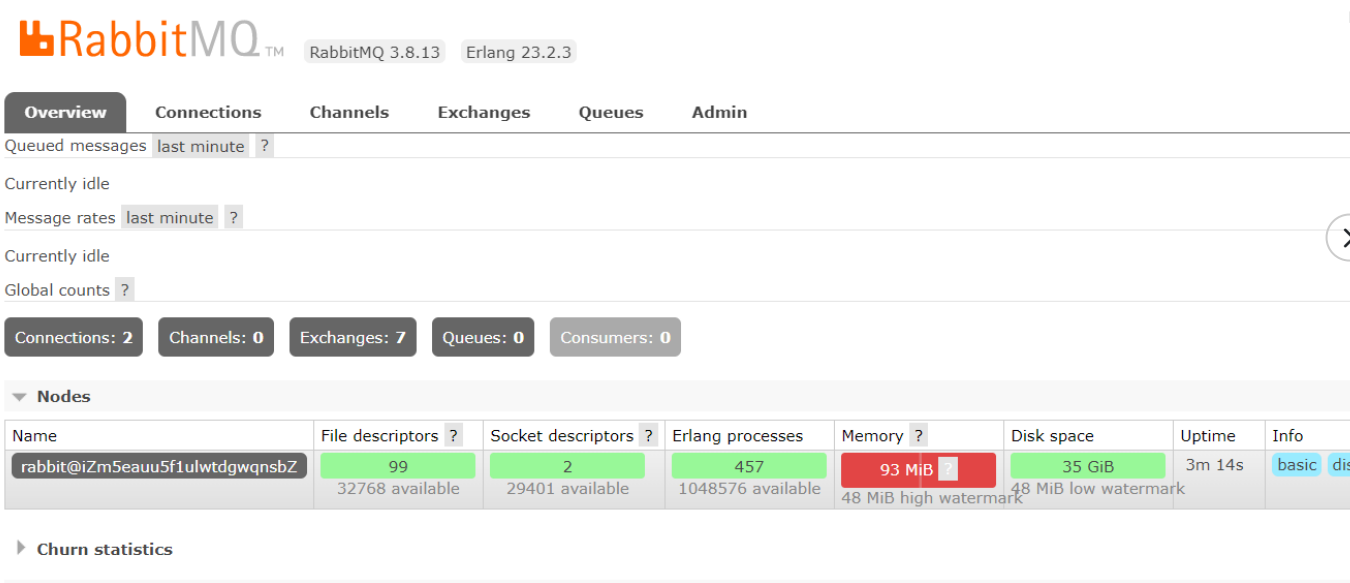 RabbitMQ TM RabbitMQ 3.8.13 Erlang 23.2.3
Overview Connections Channels Exchanges Queues Admin
Queued messages last minute ?
Currently idle
Message rates last minute ?
Currently idle
Global counts ?
Connections: 2 Channels: 0 Exchanges: 7 Queues: 0 Consumers: 0
Nodes
Name File descriptors ? Socket descriptors ? Erlang processes Memory ? Disk space Uptime Info
rabbit@iZm5eauu5f1ulwtdgwqnsbZ 99 2 457 93 MiB ? 35 GiB 3m 14s basic dis
32768 available 29401 available 1048576 available 48 MiB high watermark 48 MiB low watermark
Churn statistics